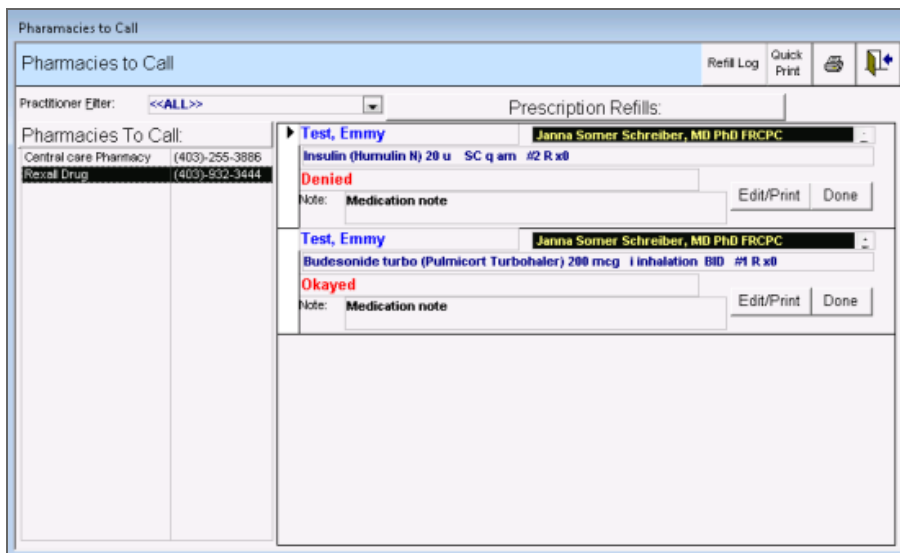 Pharamacies to Call
Pharmacies to Call
Refill Log
Quick Print
Practitioner Filter: <<ALL>>
Prescription Refills:
Pharmacies To Call:
Central care Pharmacy (403)-255-3886
Rexall Drug (403)-932-3444
Test, Emmy Janna Somer Schreiber, MD PhD FRCPC
Insulin (Humulin N) 20 u SC q am #2 R x0
Denied
Note: Medication note
Edit/Print Done
Test, Emmy Janna Somer Schreiber, MD PhD FRCPC
Budesonide turbo (Pulmicort Turbohaler) 200 mcg i inhalation BID #1 R x0
Okayed
Note: Medication note
Edit/Print Done